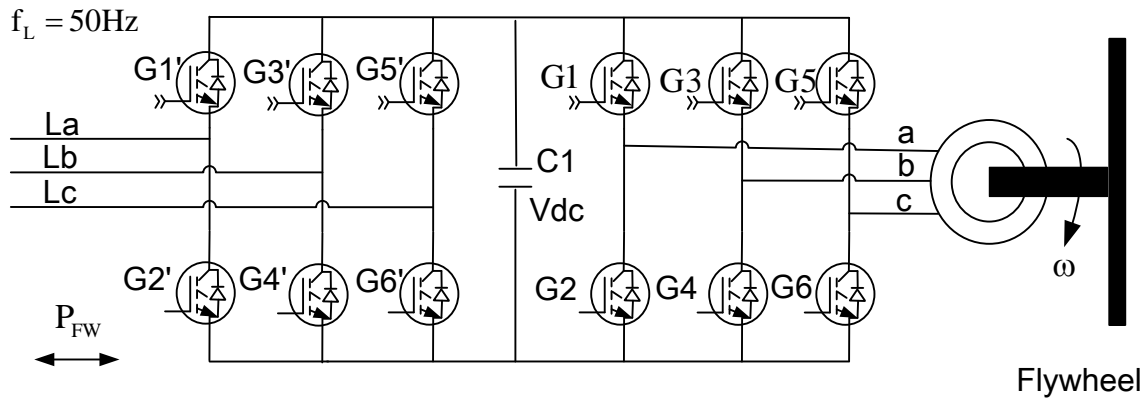 f_L = 50Hz
G1' G3' G5' G1 G3 G5
La
Lb
Lc
C1
Vdc
a
b
c
G2' G4' G6' G2 G4 G6
ω
P_FW
Flywheel